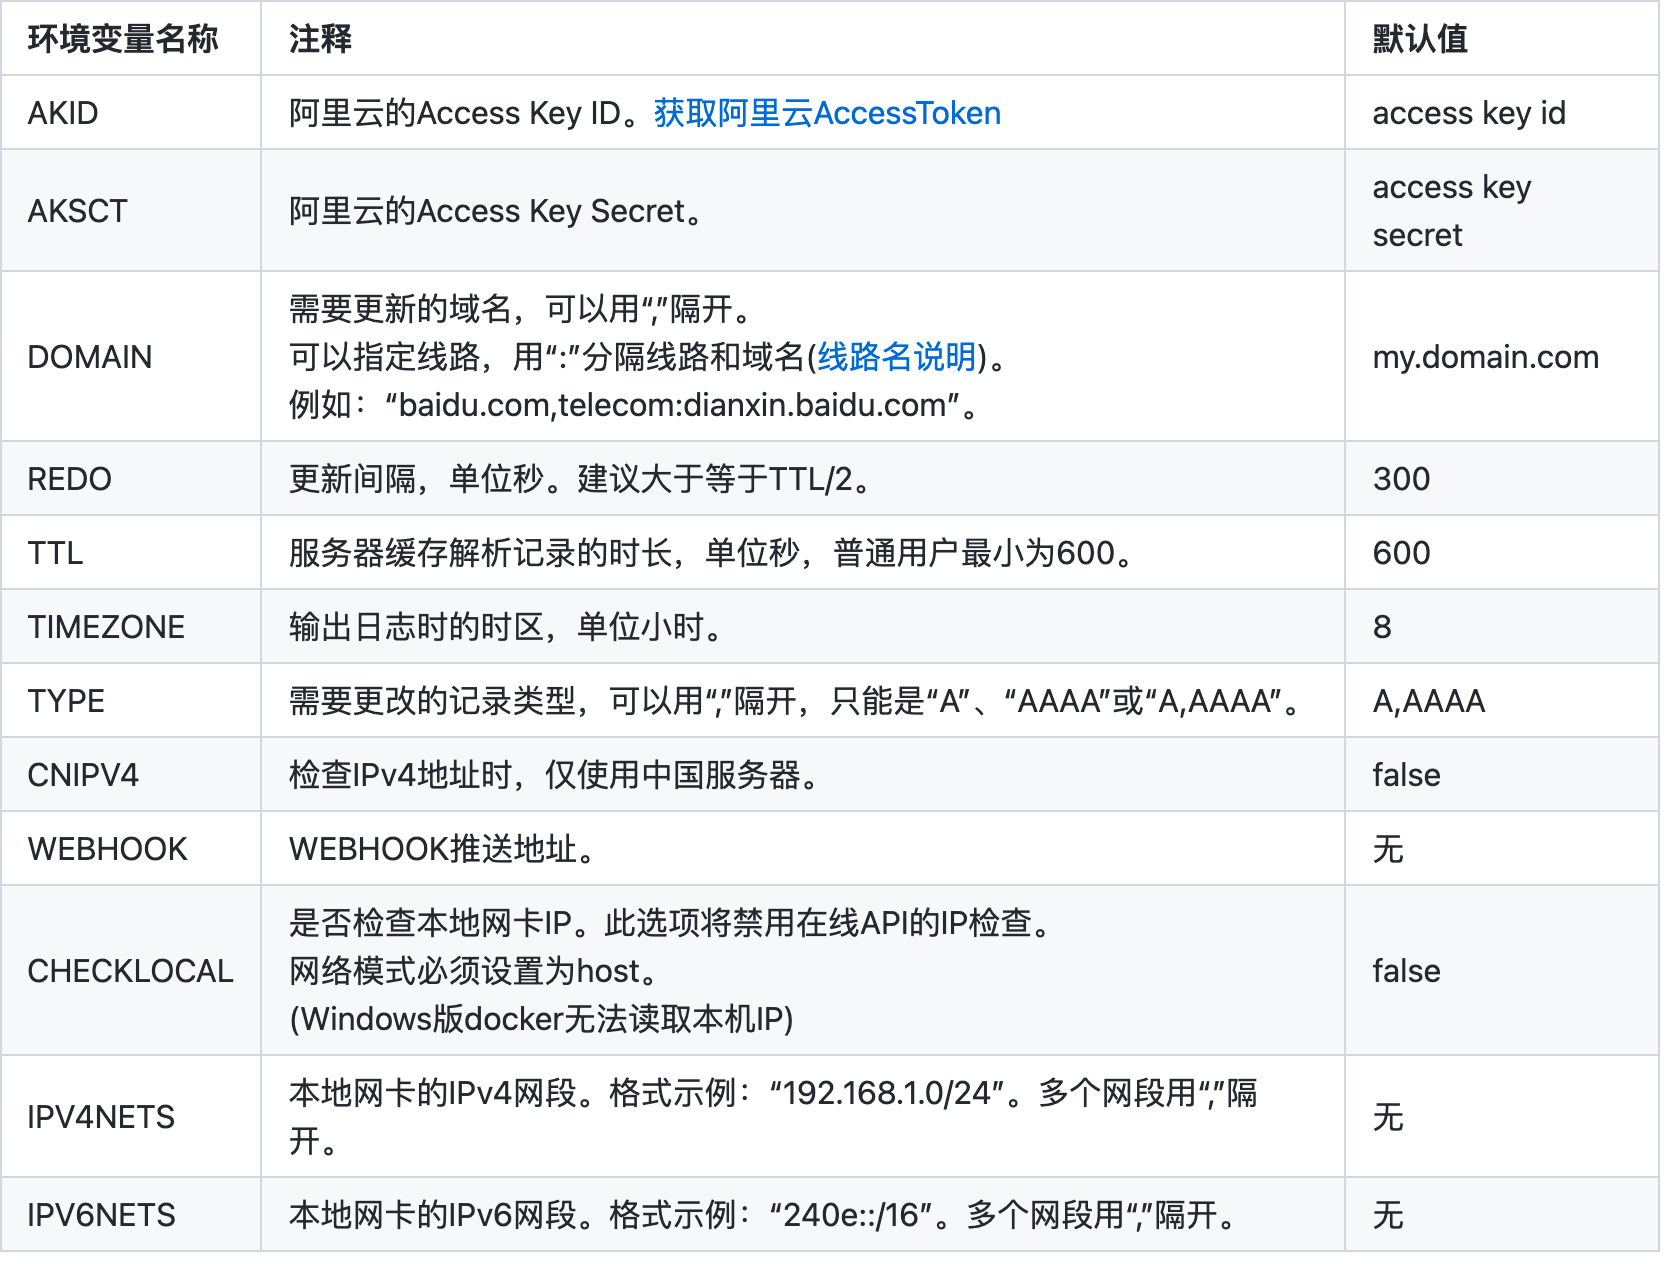 环境变量名称 注释 默认值
AKID 阿里云的Access Key ID。获取阿里云AccessToken access key id
AKSCT 阿里云的Access Key Secret。 access key
secret
DOMAIN 需要更新的域名，可以用“,”隔开。
可以指定线路，用“:”分隔线路和域名(线路名说明)。
例如：“baidu.com,telecom:dianxin.baidu.com”。 my.domain.com
REDO 更新间隔，单位秒。建议大于等于TTL/2。 300
TTL 服务器缓存解析记录的时长，单位秒，普通用户最小为600。 600
TIMEZONE 输出日志时的时区，单位小时。 8
TYPE 需要更改的记录类型，可以用“,”隔开，只能是“A”、“AAAA”或“A,AAAA”。 A,AAAA
CNIPV4 检查IPv4地址时，仅使用中国服务器。 false
WEBHOOK WEBHOOK推送地址。 无
CHECKLOCAL 是否检查本地网卡IP。此选项将禁用在线API的IP检查。
网络模式必须设置为host。
(Windows版docker无法读取本机IP) false
IPV4NETS 本地网卡的IPv4网段。格式示例：“192.168.1.0/24”。多个网段用“,”隔
开。 无
IPV6NETS 本地网卡的IPv6网段。格式示例：“240e::/16”。多个网段用“,”隔开。 无